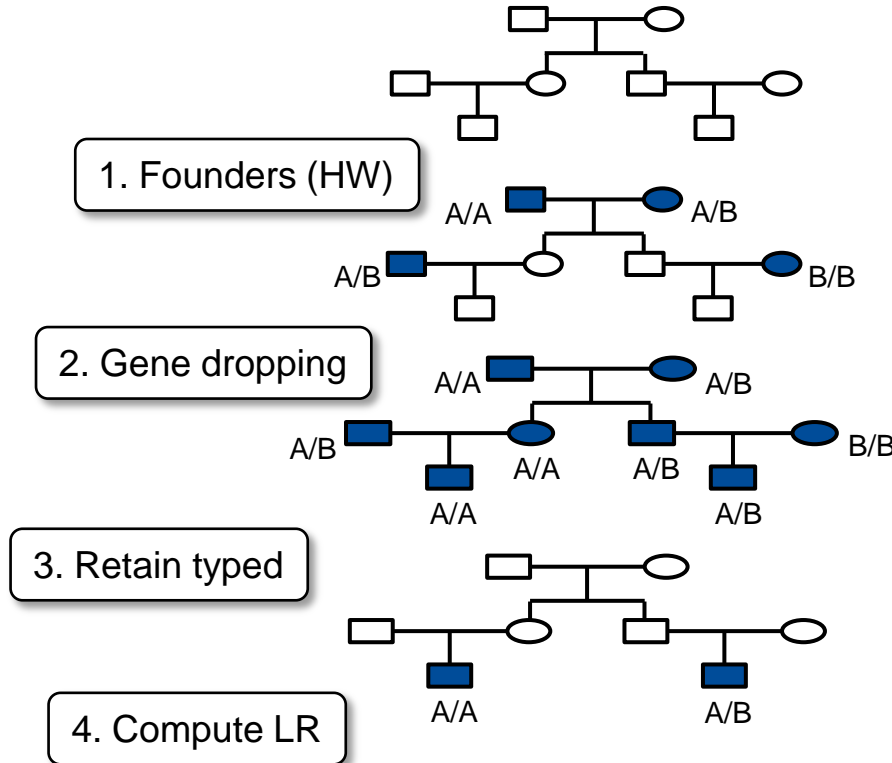 1. Founders (HW)
A/A
A/B
A/B
B/B
2. Gene dropping
A/A
A/B
A/B
A/A
A/B
B/B
A/A
A/B
3. Retain typed
A/A
A/B
4. Compute LR